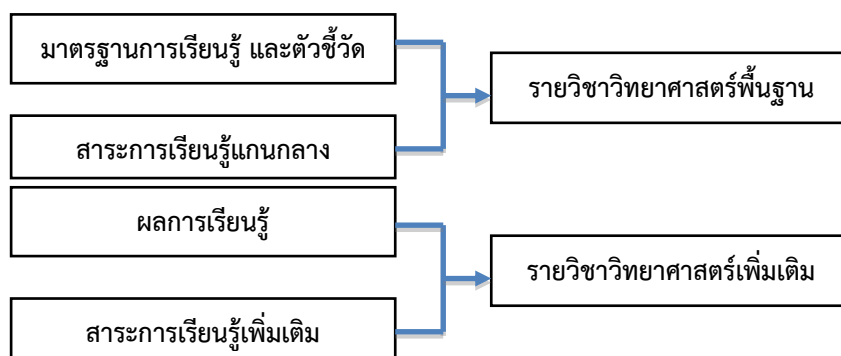 มาตรฐานการเรียนรู้ และตัวชี้วัด
รายวิชาวิทยาศาสตร์พื้นฐาน
สาระการเรียนรู้แกนกลาง
ผลการเรียนรู้
รายวิชาวิทยาศาสตร์เพิ่มเติม
สาระการเรียนรู้เพิ่มเติม